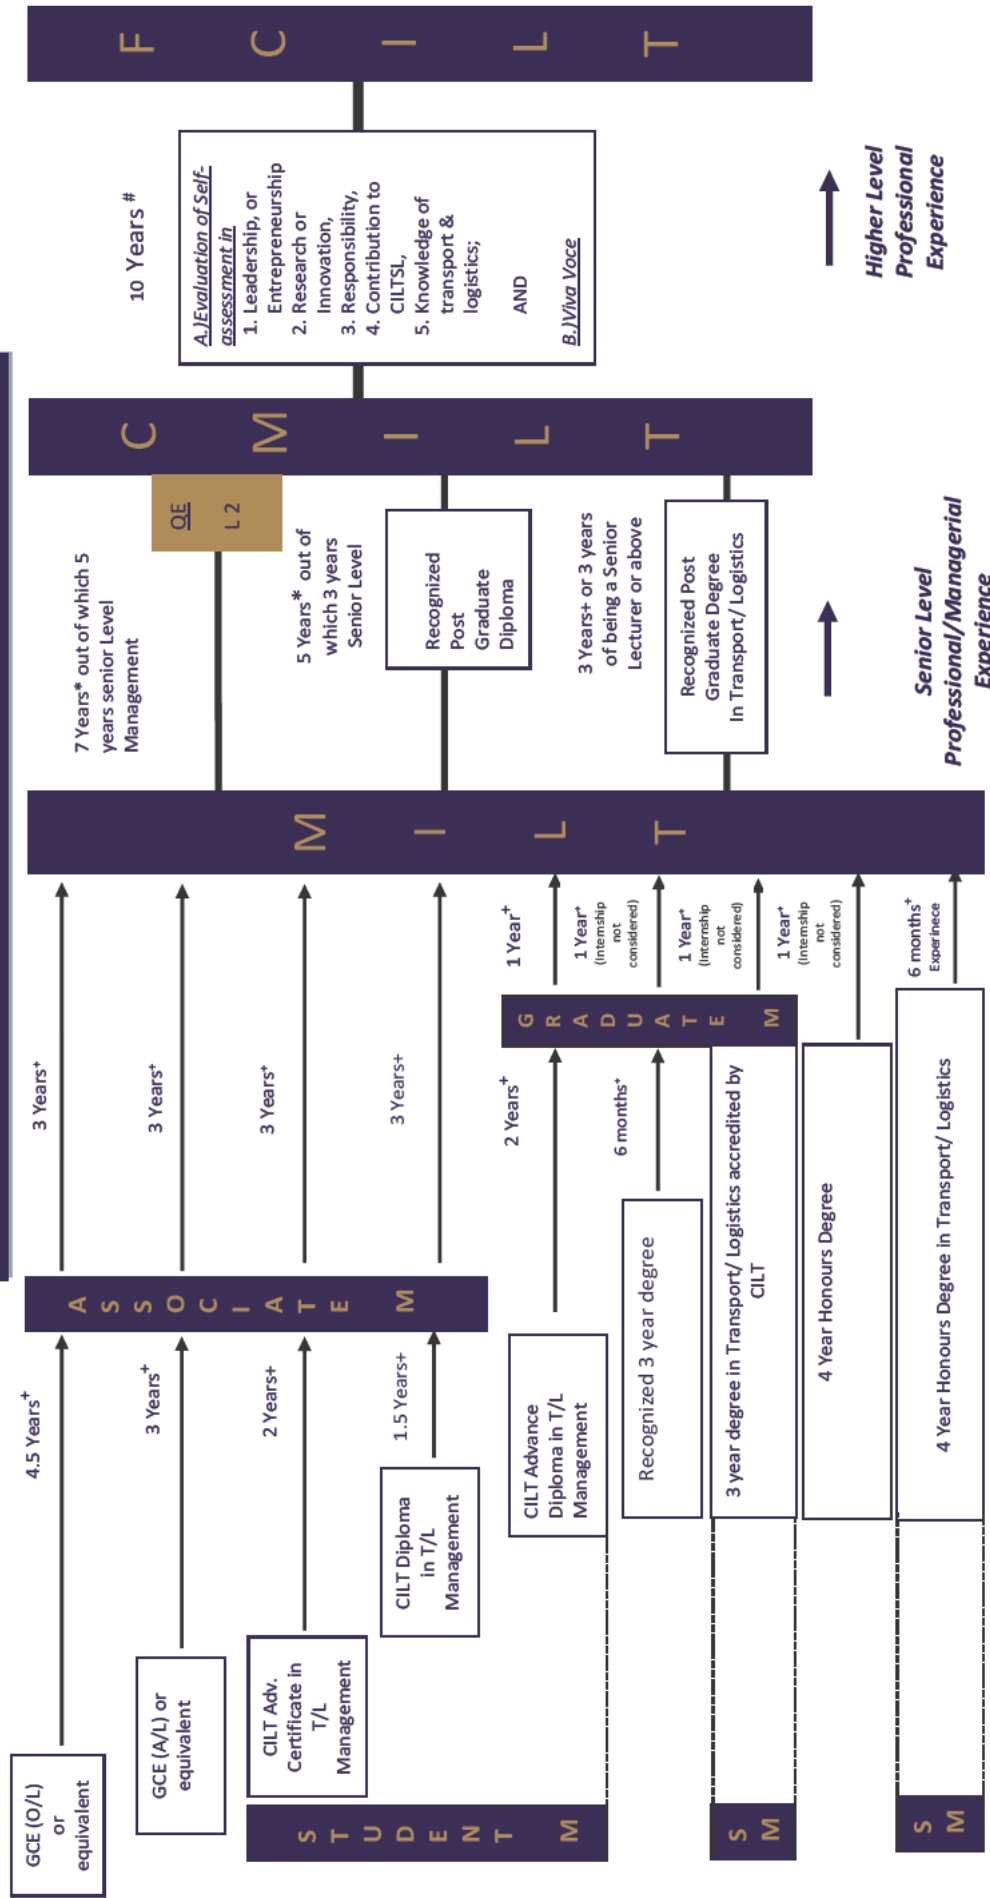 GCE (O/L)
or
equivalent
4.5 Years+
3 Years+
GCE (A/L) or
equivalent
3 Years+
3 Years+
CILT Adv.
Certificate in
T/L
Management
2 Years+
3 Years+
CILT Diploma
in T/L
Management
1.5 Years+
3 Years+
STUDENT M
ASSOCIATE M
CILT Advance
Diploma in T/L
Management
2 Years+
1 Year+
Recognized 3 year degree
6 months+
1 Year+
(Internship
not
considered)
GRADUATE M
SM
3 year degree in Transport/ Logistics accredited by
CILT
1 Year+
(Internship
not
considered)
4 Year Honours Degree
1 Year+
(Internship
not
considered)
SM
4 Year Honours Degree in Transport/ Logistics
6 months+
Experinece
MILT
7 Years* out of which 5
years senior Level
Management
QE
L 2
5 Years* out of
which 3 years
Senior Level
Recognized
Post
Graduate
Diploma
3 Years+ or 3 years
of being a Senior
Lecturer or above
Recognized Post
Graduate Degree
In Transport/ Logistics
Senior Level
Professional/Managerial
Experience
CMILT
10 Years #
A.)Evaluation of Self-
assessment in
1. Leadership, or
Entrepreneurship
2. Research or
Innovation,
3. Responsibility,
4. Contribution to
CILTSL,
5. Knowledge of
transport &
logistics;
AND
B.)Viva Voce
Higher Level
Professional
Experience
FCILT